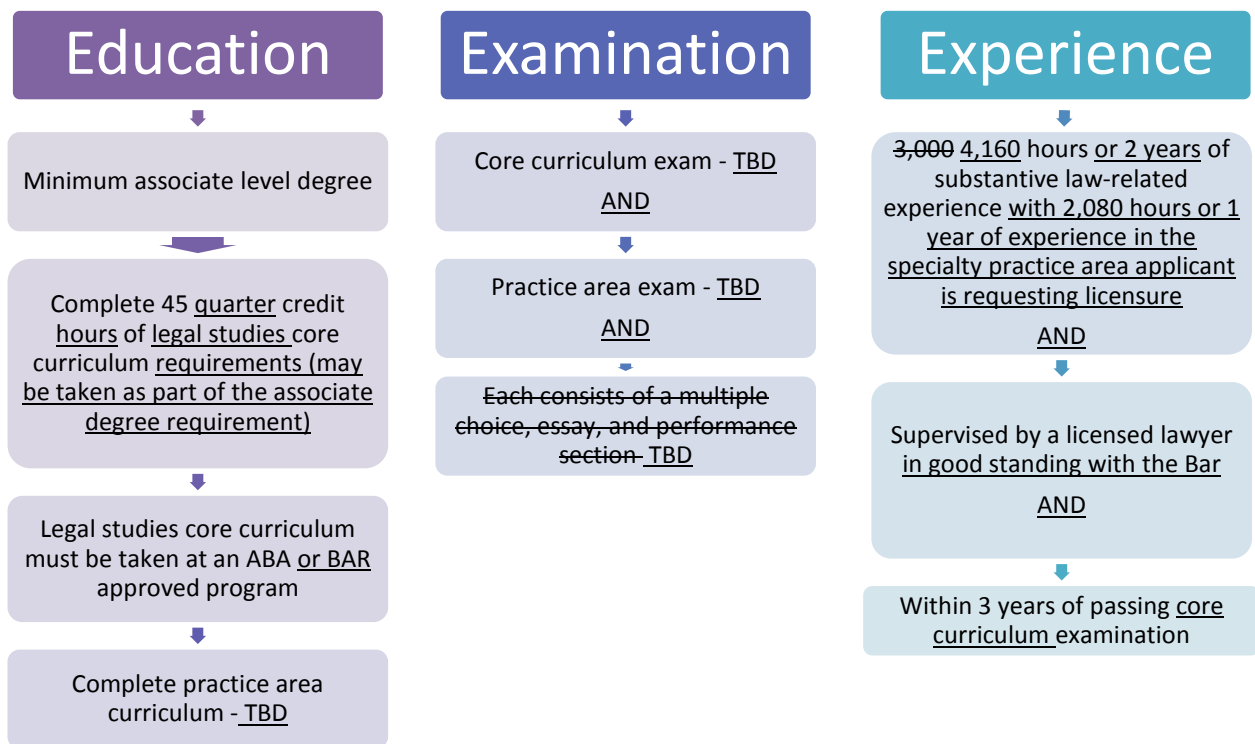 Education
Minimum associate level degree
Complete 45 quarter credit
hours of legal studies core
curriculum requirements (may
be taken as part of the associate
degree requirement)
Legal studies core curriculum
must be taken at an ABA or BAR
approved program
Complete practice area
curriculum - TBD
Examination
Core curriculum exam - TBD
AND
Practice area exam - TBD
AND
Each consists of a multiple
choice, essay, and performance
section TBD
Experience
3,000 4,160 hours or 2 years of
substantive law-related
experience with 2,080 hours or 1
year of experience in the
specialty practice area applicant
is requesting licensure
AND
Supervised by a licensed lawyer
in good standing with the Bar
AND
Within 3 years of passing core
curriculum examination